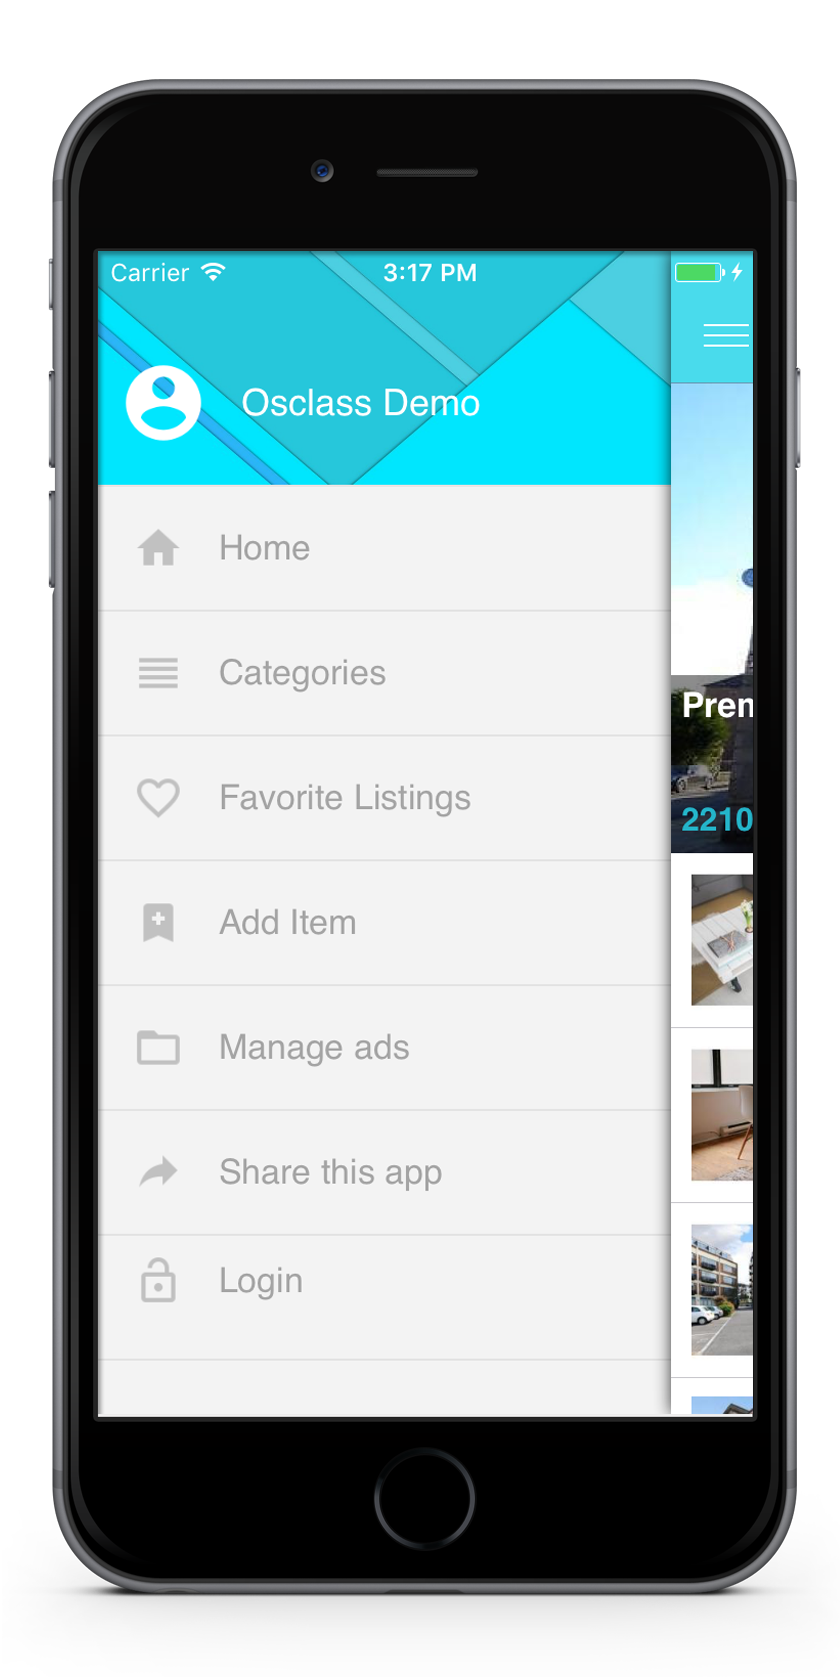 Carrier 3:17 PM
Osclass Demo
Home
Categories
Favorite Listings
Add Item
Manage ads
Share this app
Login
Prem
2210